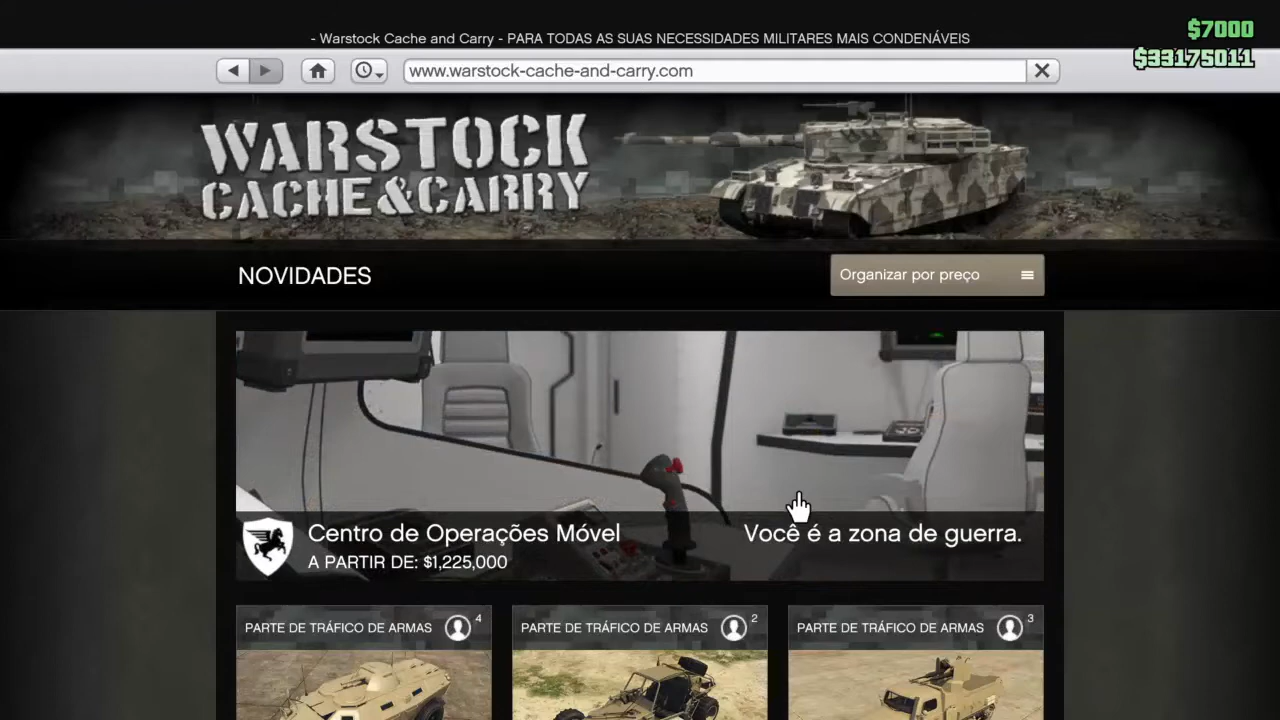 - Warstock Cache and Carry - PARA TODAS AS SUAS NECESSIDADES MILITARES MAIS CONDENÁVEIS
$7000
$33175011
www.warstock-cache-and-carry.com
WARSTOCK
CACHE&CARRY
NOVIDADES
Organizar por preço
Centro de Operações Móvel
A PARTIR DE: $1,225,000
Você é a zona de guerra.
PARTE DE TRÁFICO DE ARMAS 4
PARTE DE TRÁFICO DE ARMAS 2
PARTE DE TRÁFICO DE ARMAS 3